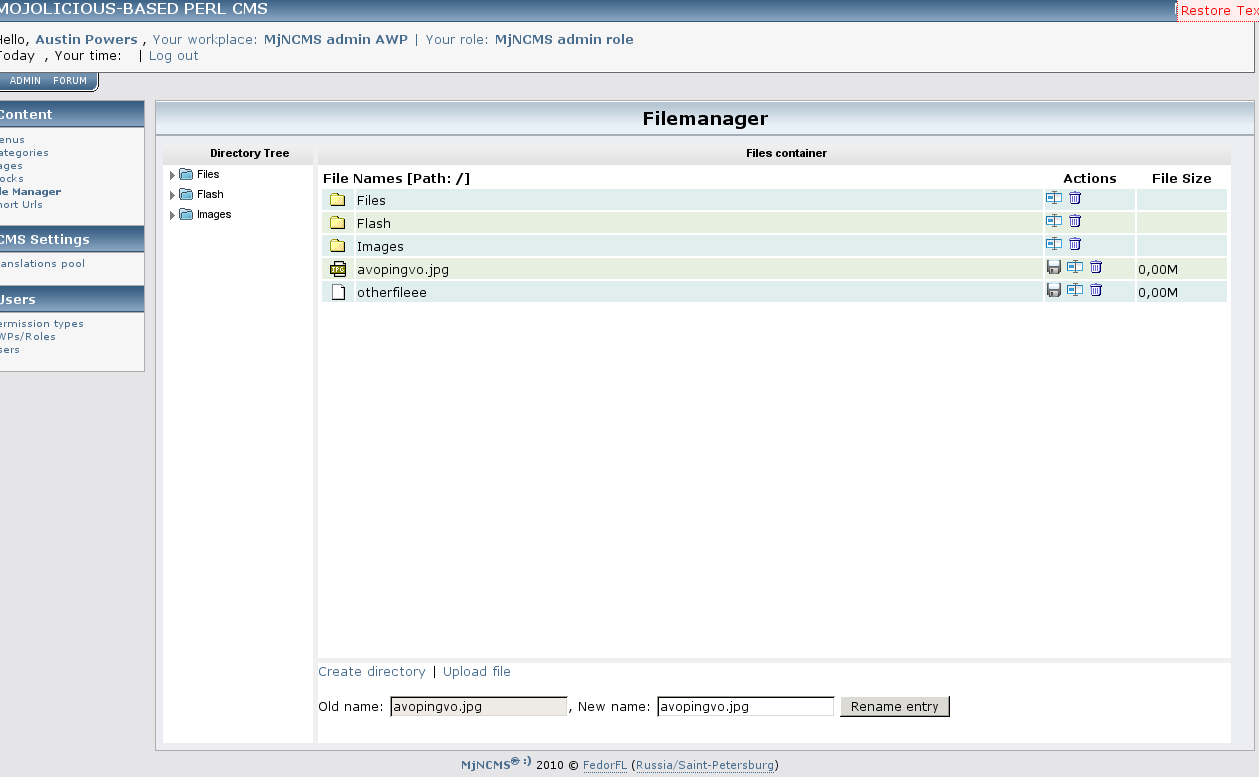 MOJOLICIOUS-BASED PERL CMS
Restore Tex
ello, Austin Powers , Your workplace: MjNCMS admin AWP | Your role: MjNCMS admin role
Today , Your time: | Log out
ADMIN FORUM
Content
enus
ategories
ages
ocks
le Manager
hort Urls
CMS Settings
anslations pool
Users
ermission types
WPs/Roles
sers
Filemanager
Directory Tree
Files
Flash
Images
Files container
File Names [Path: /] Actions File Size
Files
Flash
Images
JPG avopingvo.jpg 0,00M
otherfileee 0,00M
Create directory | Upload file
Old name: avopingvo.jpg , New name: avopingvo.jpg Rename entry
MjNCMS® :) 2010 © FedorFL (Russia/Saint-Petersburg)